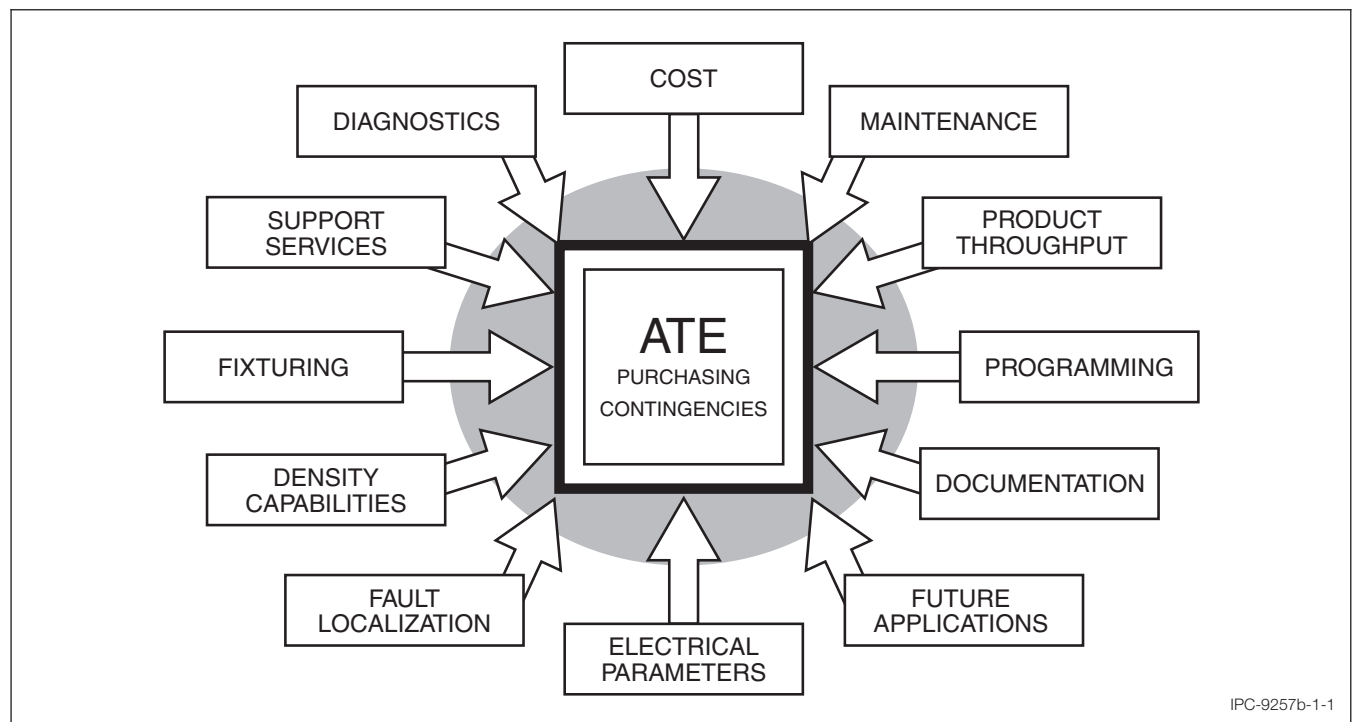 COST
DIAGNOSTICS
MAINTENANCE
SUPPORT
SERVICES
PRODUCT
THROUGHPUT
ATE
PURCHASING
CONTINGENCIES
FIXTURING
PROGRAMMING
DENSITY
CAPABILITIES
DOCUMENTATION
FAULT
LOCALIZATION
ELECTRICAL
PARAMETERS
FUTURE
APPLICATIONS
IPC-9257b-1-1